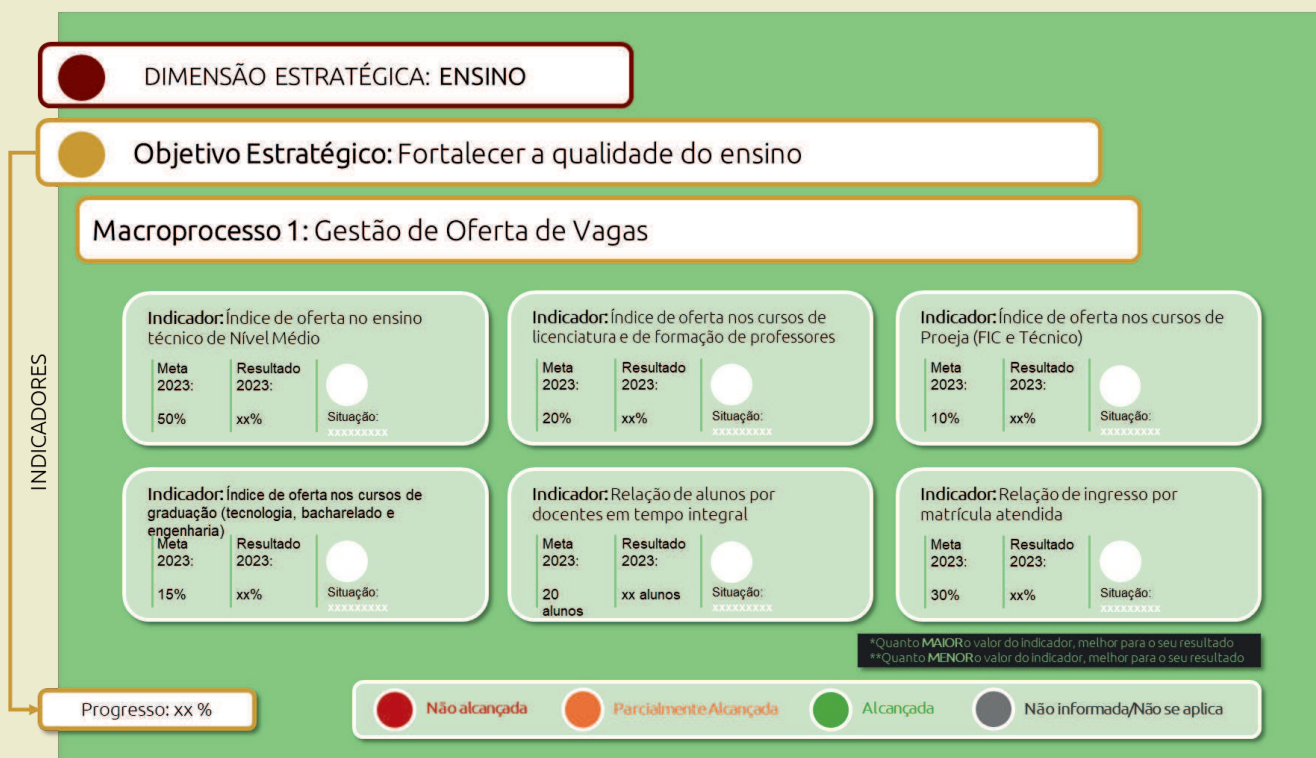 DIMENSÃO ESTRATÉGICA: ENSINO
Objetivo Estratégico: Fortalecer a qualidade do ensino
Macroprocesso 1: Gestão de Oferta de Vagas
INDICADORES
Indicador: Índice de oferta no ensino
técnico de Nível Médio
Meta
2023:
50%
Resultado
2023:
xx%
Situação:
xxxxxxxxx
Indicador: Índice de oferta nos cursos de
licenciatura e de formação de professores
Meta
2023:
20%
Resultado
2023:
xx%
Situação:
xxxxxxxxx
Indicador: Índice de oferta nos cursos de
Proeja (FIC e Técnico)
Meta
2023:
10%
Resultado
2023:
xx%
Situação:
xxxxxxxxx
Indicador: Índice de oferta nos cursos de
graduação (tecnologia, bacharelado e
engenharia)
Meta
2023:
15%
Resultado
2023:
xx%
Situação:
xxxxxxxxx
Indicador: Relação de alunos por
docentes em tempo integral
Meta
2023:
20
alunos
Resultado
2023:
xx alunos
Situação:
xxxxxxxxx
Indicador: Relação de ingresso por
matrícula atendida
Meta
2023:
30%
Resultado
2023:
xx%
Situação:
xxxxxxxxx
*Quanto MAIOR o valor do indicador, melhor para o seu resultado
**Quanto MENOR o valor do indicador, melhor para o seu resultado
Progresso: xx %
Não alcançada
Parcialmente Alcançada
Alcançada
Não informada/Não se aplica